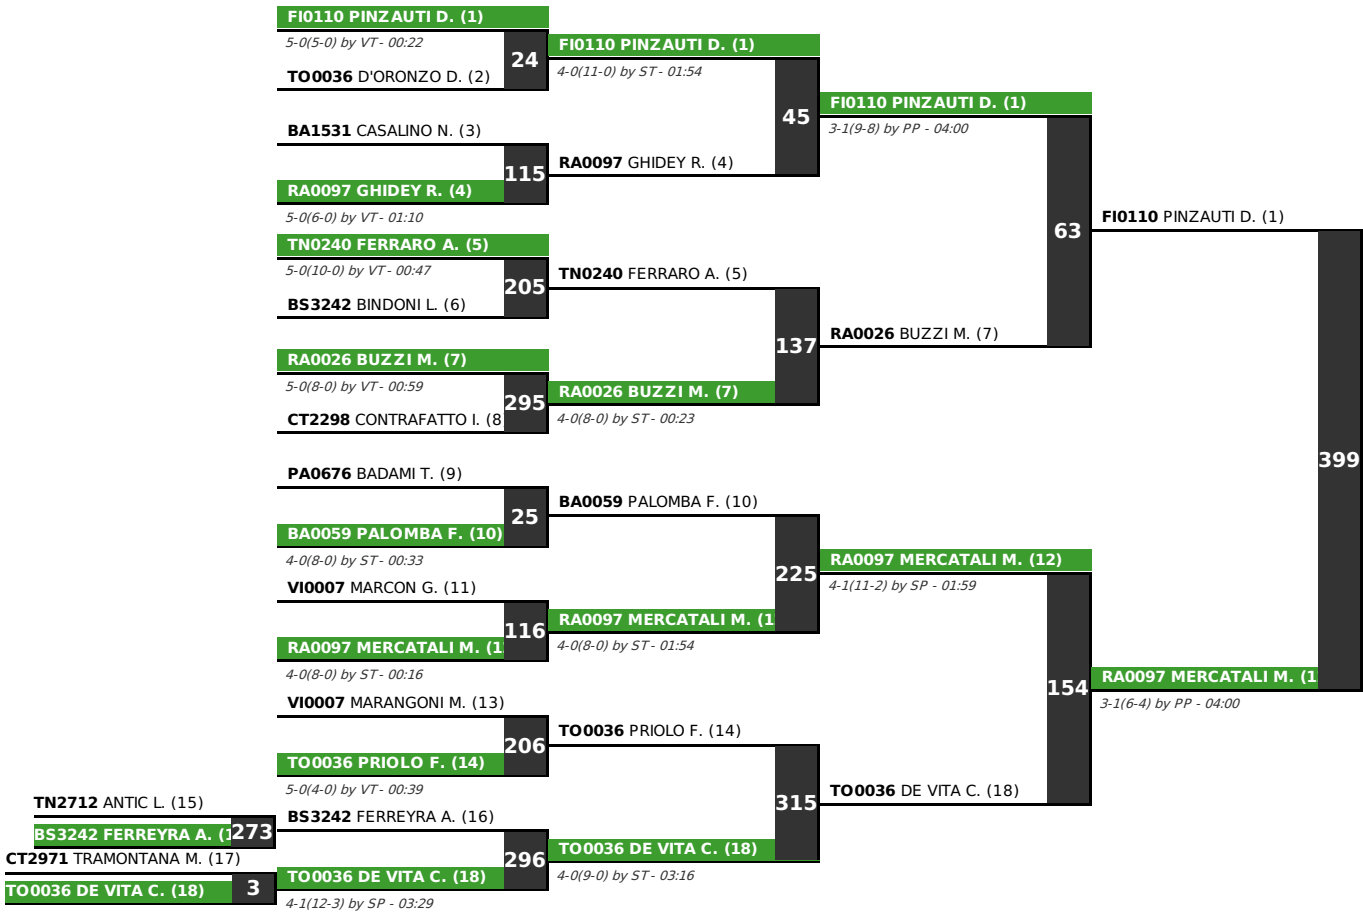 FI0110 PINZAUTI D. (1)
5-0(5-0) by VT - 00:22
TO0036 D'ORONZO D. (2)
24
BA1531 CASALINO N. (3)
RA0097 GHIDEY R. (4)
5-0(6-0) by VT - 01:10
115
TN0240 FERRARO A. (5)
5-0(10-0) by VT - 00:47
BS3242 BINDONI L. (6)
205
RA0026 BUZZI M. (7)
5-0(8-0) by VT - 00:59
CT2298 CONTRAFATTO I. (8
295
PA0676 BADAMI T. (9)
BA0059 PALOMBA F. (10)
4-0(8-0) by ST - 00:33
25
VI0007 MARCON G. (11)
RA0097 MERCATALI M. (1
4-0(8-0) by ST - 00:16
116
VI0007 MARANGONI M. (13)
TO0036 PRIOLO F. (14)
5-0(4-0) by VT - 00:39
206
TN2712 ANTIC L. (15)
BS3242 FERREYRA A. (1
273
CT2971 TRAMONTANA M. (17)
TO0036 DE VITA C. (18)
3
BS3242 FERREYRA A. (16)
TO0036 DE VITA C. (18)
4-1(12-3) by SP - 03:29
296
FI0110 PINZAUTI D. (1)
4-0(11-0) by ST - 01:54
RA0097 GHIDEY R. (4)
45
TN0240 FERRARO A. (5)
RA0026 BUZZI M. (7)
4-0(8-0) by ST - 00:23
137
BA0059 PALOMBA F. (10)
RA0097 MERCATALI M. (1
4-0(8-0) by ST - 01:54
225
TO0036 PRIOLO F. (14)
TO0036 DE VITA C. (18)
4-0(9-0) by ST - 03:16
315
FI0110 PINZAUTI D. (1)
3-1(9-8) by PP - 04:00
RA0026 BUZZI M. (7)
63
RA0097 MERCATALI M. (12)
4-1(11-2) by SP - 01:59
TO0036 DE VITA C. (18)
154
FI0110 PINZAUTI D. (1)
RA0097 MERCATALI M. (1
3-1(6-4) by PP - 04:00
399